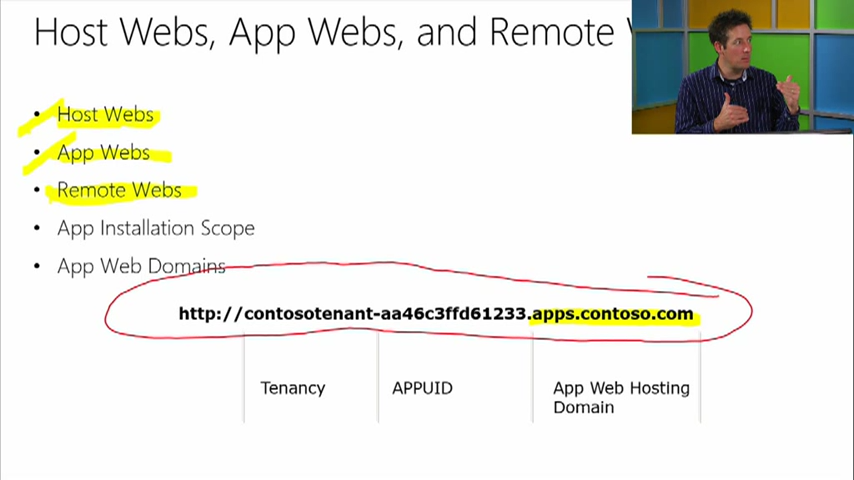 Host Webs, App Webs, and Remote
• Host Webs
• App Webs
• Remote Webs
• App Installation Scope
• App Web Domains
http://contosotenant-aa46c3ffd61233.apps.contoso.com
Tenancy
APPUID
App Web Hosting
Domain